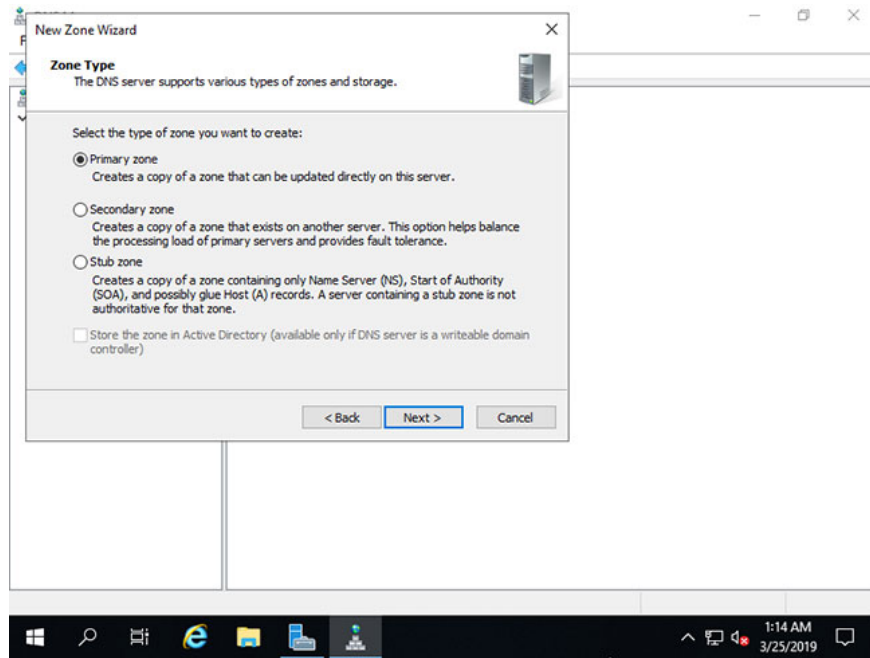 New Zone Wizard
Zone Type
The DNS server supports various types of zones and storage.
Select the type of zone you want to create:
Primary zone
Creates a copy of a zone that can be updated directly on this server.
Secondary zone
Creates a copy of a zone that exists on another server. This option helps balance
the processing load of primary servers and provides fault tolerance.
Stub zone
Creates a copy of a zone containing only Name Server (NS), Start of Authority
(SOA), and possibly glue Host (A) records. A server containing a stub zone is not
authoritative for that zone.
Store the zone in Active Directory (available only if DNS server is a writeable domain
controller)
< Back
Next >
Cancel
1:14 AM
3/25/2019